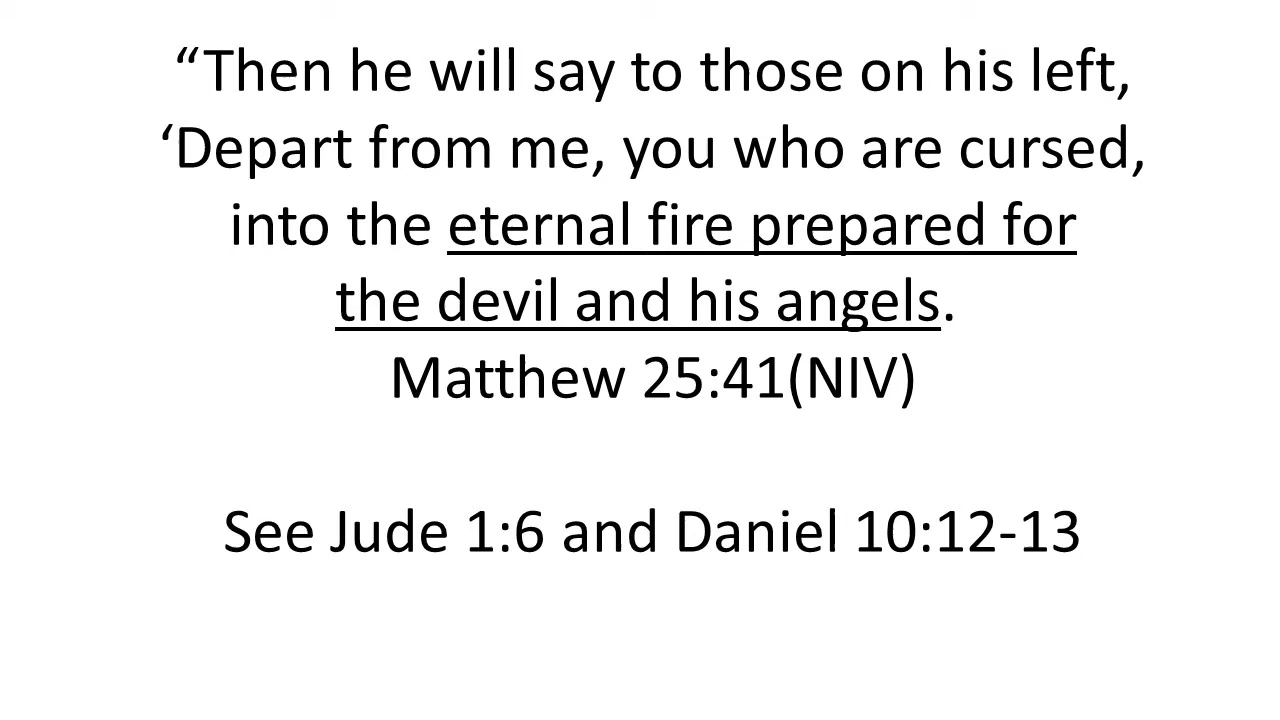 “Then he will say to those on his left,
‘Depart from me, you who are cursed,
into the eternal fire prepared for
the devil and his angels.
Matthew 25:41(NIV)
See Jude 1:6 and Daniel 10:12-13